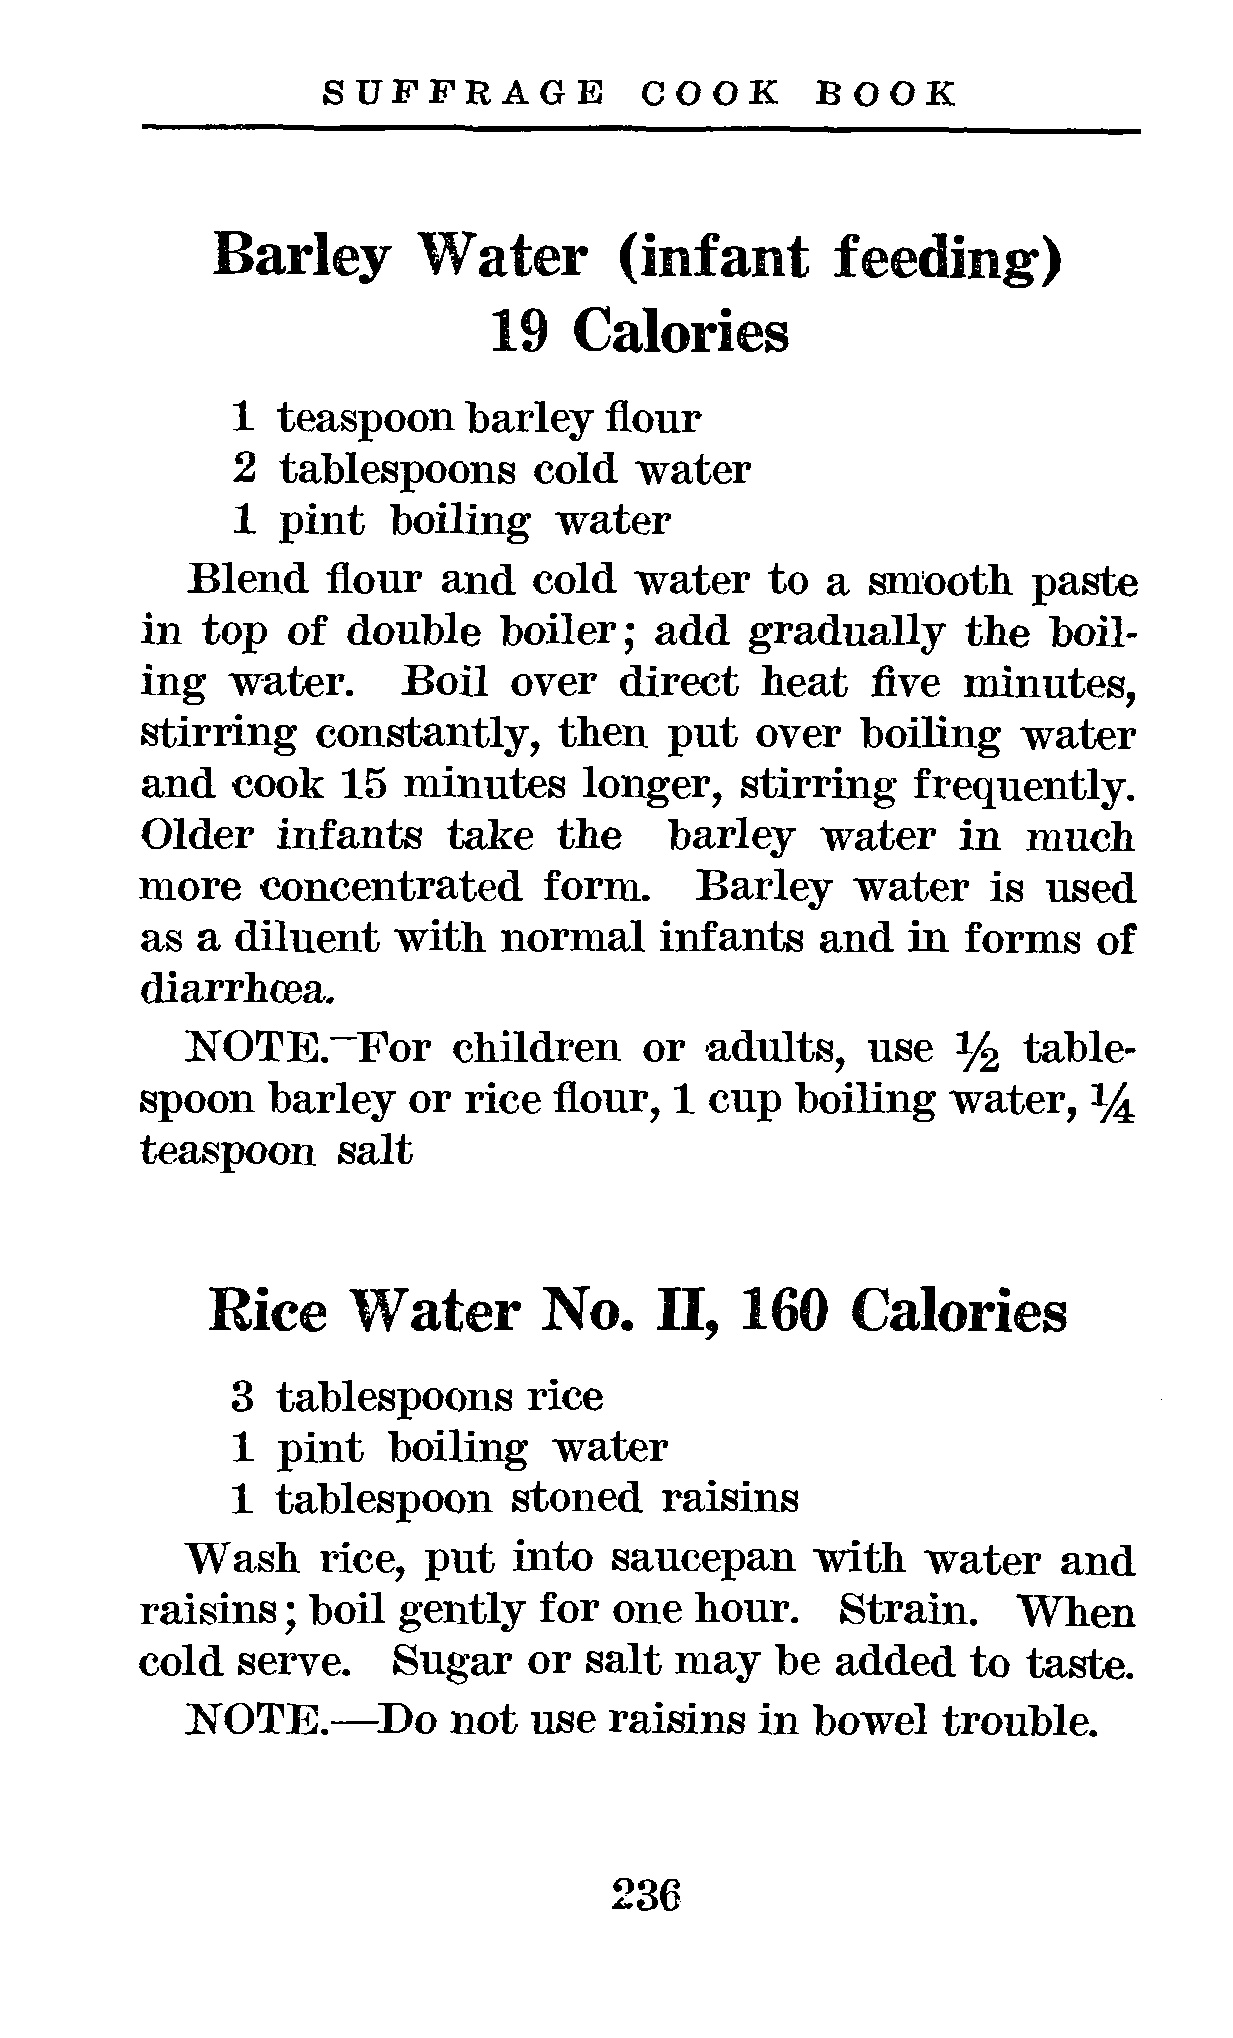 SUFFRAGE COOK BOOK
Barley Water (infant feeding)
19 Calories
1 teaspoon barley flour
2 tablespoons cold water
1 pint boiling water
Blend flour and cold water to a smooth paste
in top of double boiler; add gradually the boil-
ing water. Boil over direct heat five minutes,
stirring constantly, then put over boiling water
and cook 15 minutes longer, stirring frequently.
Older infants take the barley water in much
more concentrated form. Barley water is used
as a diluent with normal infants and in forms of
diarrhœa.
NOTE.—For children or adults, use ½ table-
spoon barley or rice flour, 1 cup boiling water, ¼
teaspoon salt
Rice Water No. II, 160 Calories
3 tablespoons rice
1 pint boiling water
1 tablespoon stoned raisins
Wash rice, put into saucepan with water and
raisins; boil gently for one hour. Strain. When
cold serve. Sugar or salt may be added to taste.
NOTE.—Do not use raisins in bowel trouble.
236